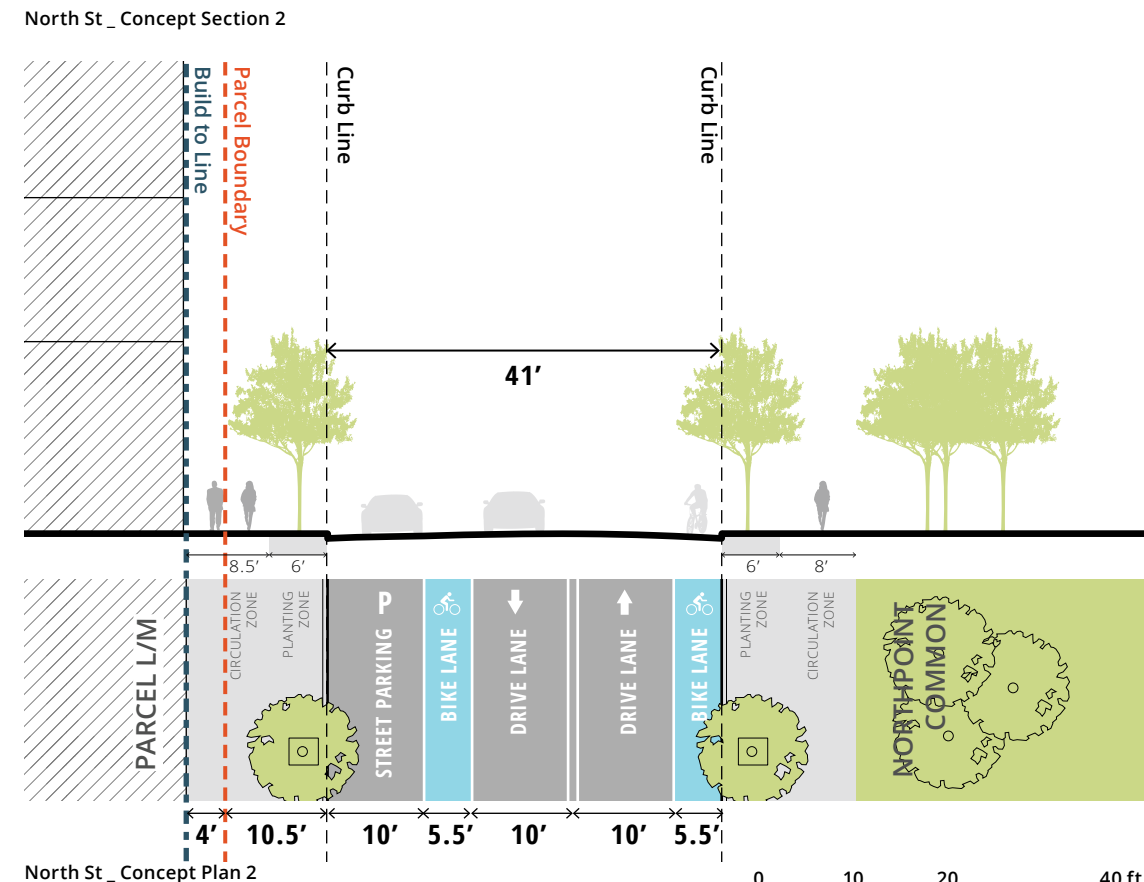 North St _ Concept Section 2
Build to Line
Parcel Boundary
Curb Line
Curb Line
41’
8.5’
6’
6’
8’
PARCEL L/M
CIRCULATION
ZONE
PLANTING
ZONE
P
STREET PARKING
BIKE LANE
DRIVE LANE
DRIVE LANE
BIKE LANE
PLANTING
ZONE
CIRCULATION
ZONE
NORTHPOINT
COMMON
4’
10.5’
10’
5.5’
10’
10’
5.5’
North St _ Concept Plan 2
0
10
20
40 ft